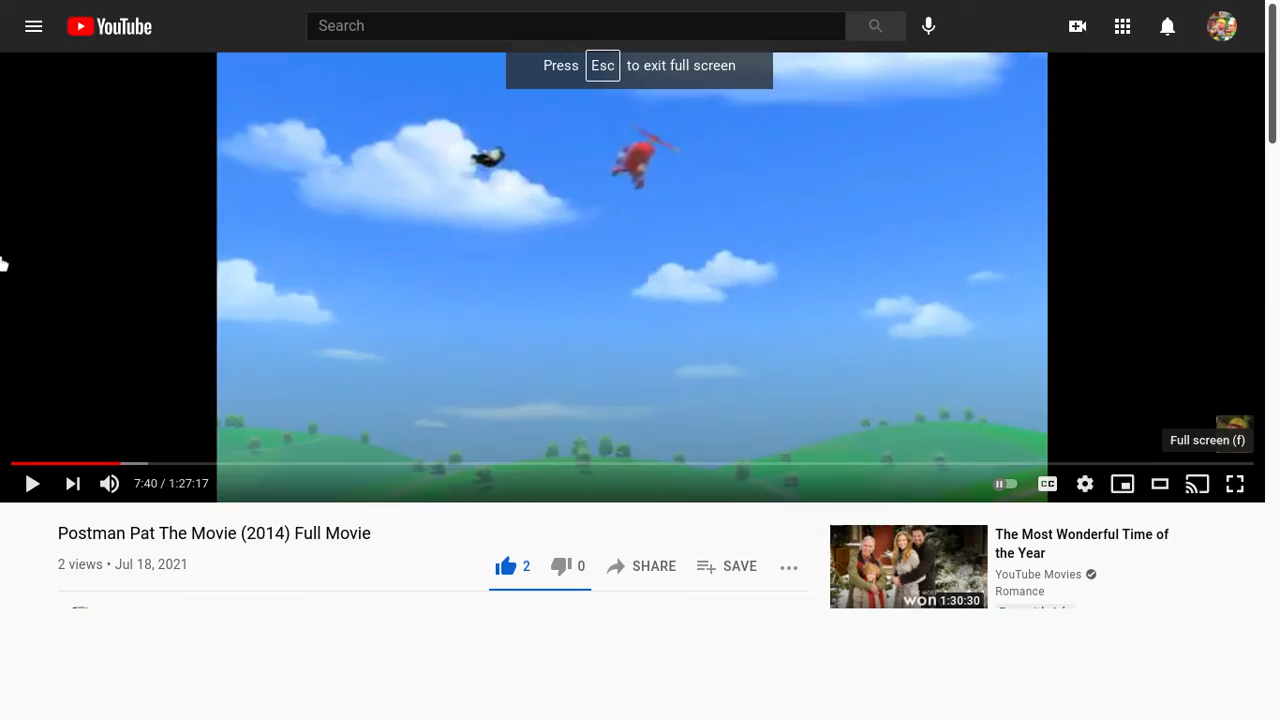 YouTube
Search
Press Esc to exit full screen
Full screen (f)
7:40 / 1:27:17
CC
Postman Pat The Movie (2014) Full Movie
2 views • Jul 18, 2021
2
0
SHARE
SAVE
won
1:30:30
The Most Wonderful Time of
the Year
YouTube Movies
Romance